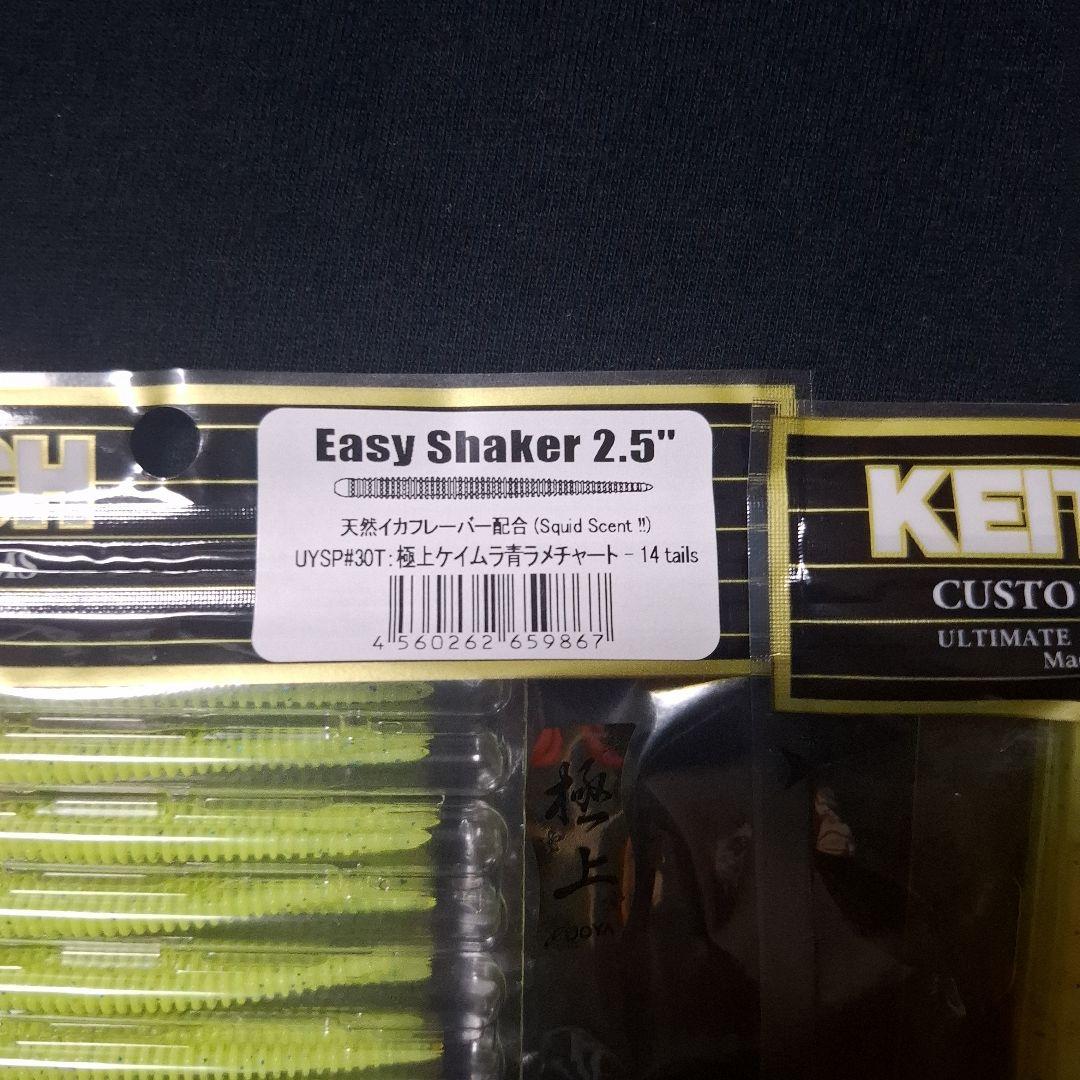 Easy Shaker 2.5"
天然イカフレーバー配合 (Squid Scent !!)
UYSP#30T: 極上ケイムラ青ラメチャート - 14 tails
4 560262 659867
CH
KEIT
CUSTO
ULTIMATE
Ma
極上